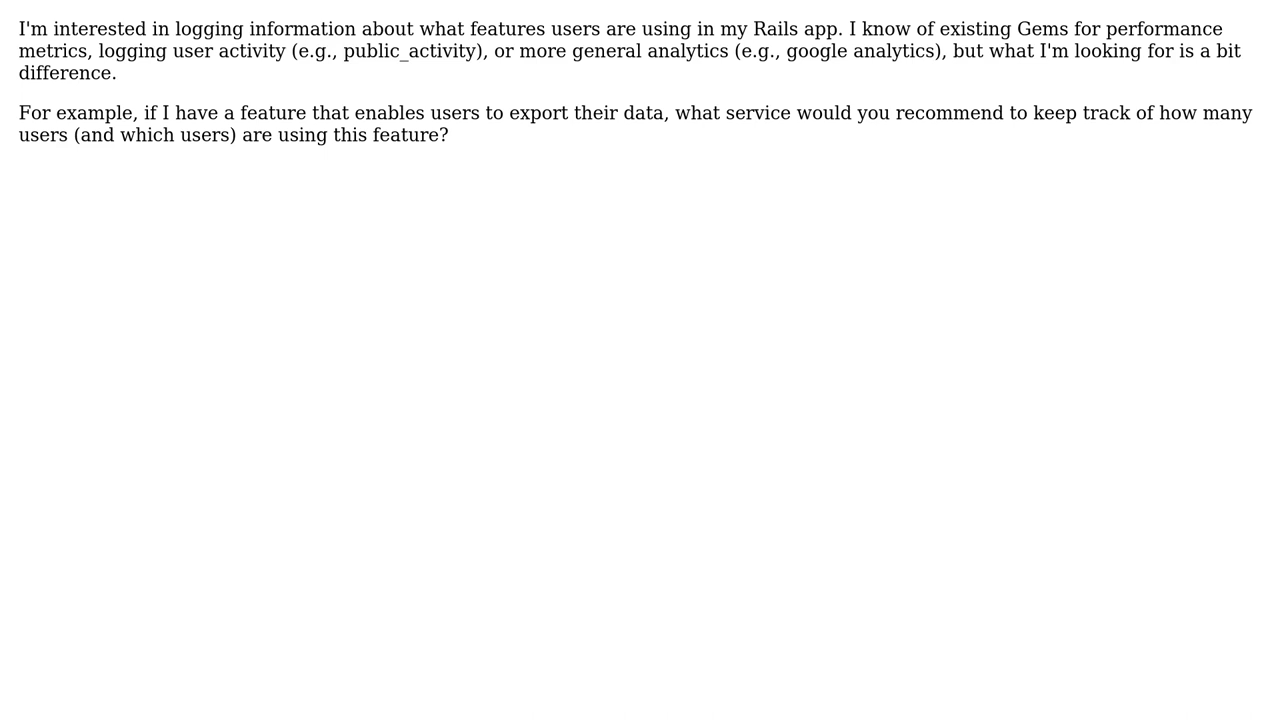 I'm interested in logging information about what features users are using in my Rails app. I know of existing Gems for performance
metrics, logging user activity (e.g., public_activity), or more general analytics (e.g., google analytics), but what I'm looking for is a bit
difference.
For example, if I have a feature that enables users to export their data, what service would you recommend to keep track of how many
users (and which users) are using this feature?